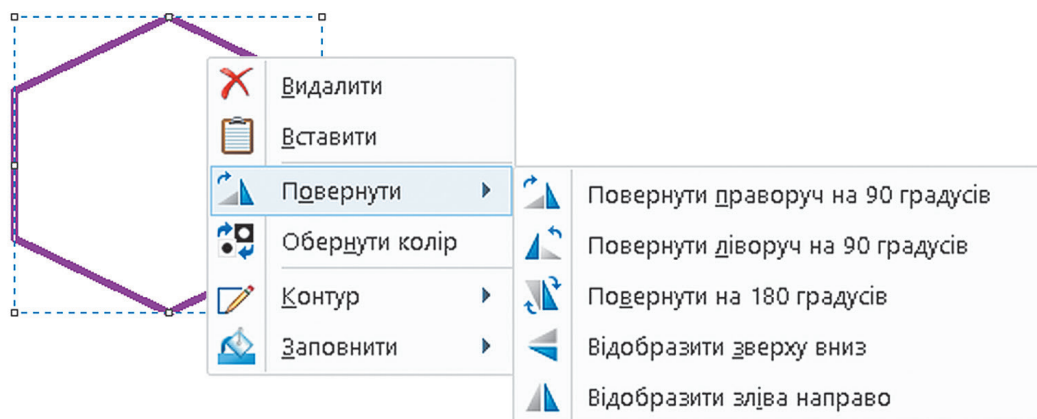 Видалити
Вставити
Повернути
Обернути колір
Контур
Заповнити
Повернути праворуч на 90 градусів
Повернути ліворуч на 90 градусів
Повернути на 180 градусів
Відобразити зверху вниз
Відобразити зліва направо